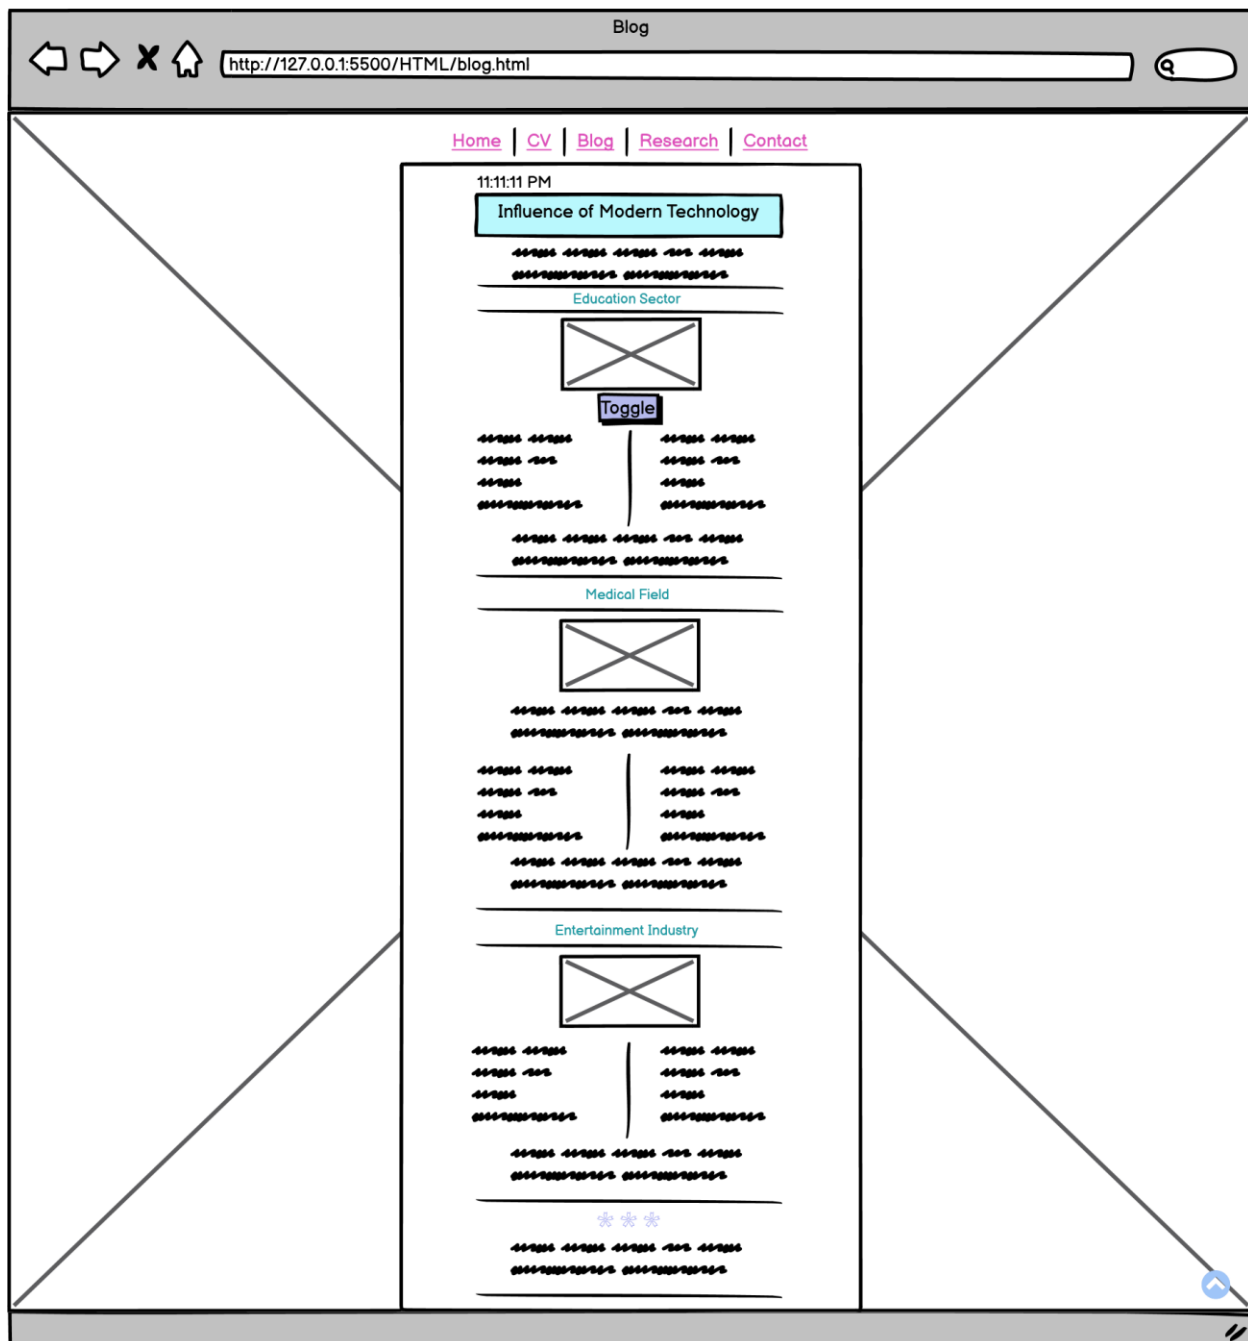 Blog
http://127.0.0.1:5500/HTML/blog.html
Home | CV | Blog | Research | Contact
11:11:11 PM
Influence of Modern Technology
Education Sector
Toggle
Medical Field
Entertainment Industry
* * *